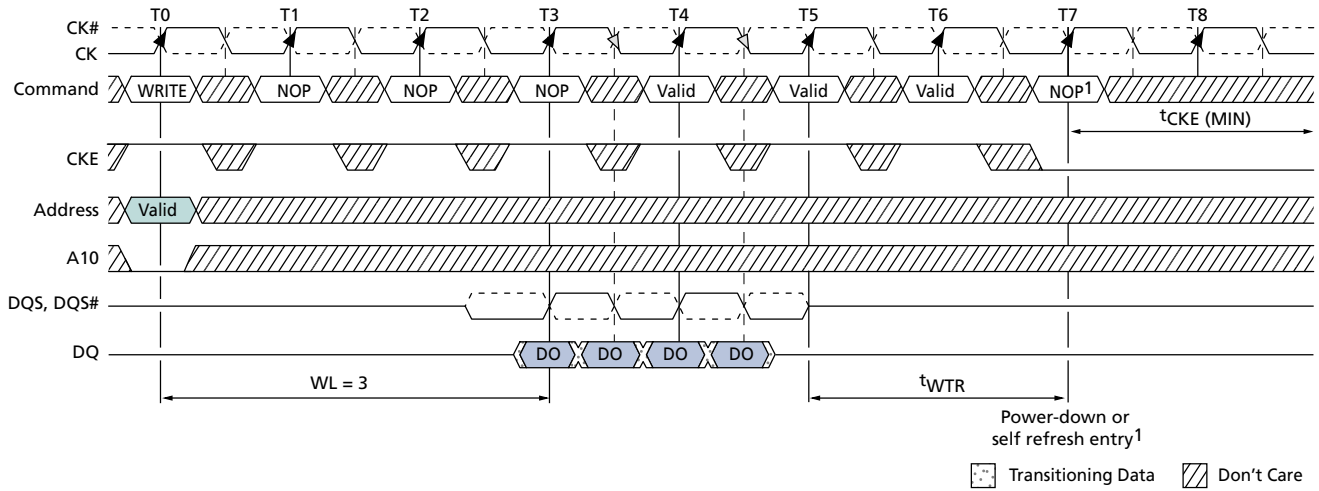 T0 T1 T2 T3 T4 T5 T6 T7 T8
CK#
CK
Command WRITE NOP NOP NOP Valid Valid Valid NOP1
tCKE (MIN)
CKE
Address Valid
A10
DQS, DQS#
DQ DO DO DO DO
WL = 3 tWTR
Power-down or
self refresh entry1
Transitioning Data Don't Care